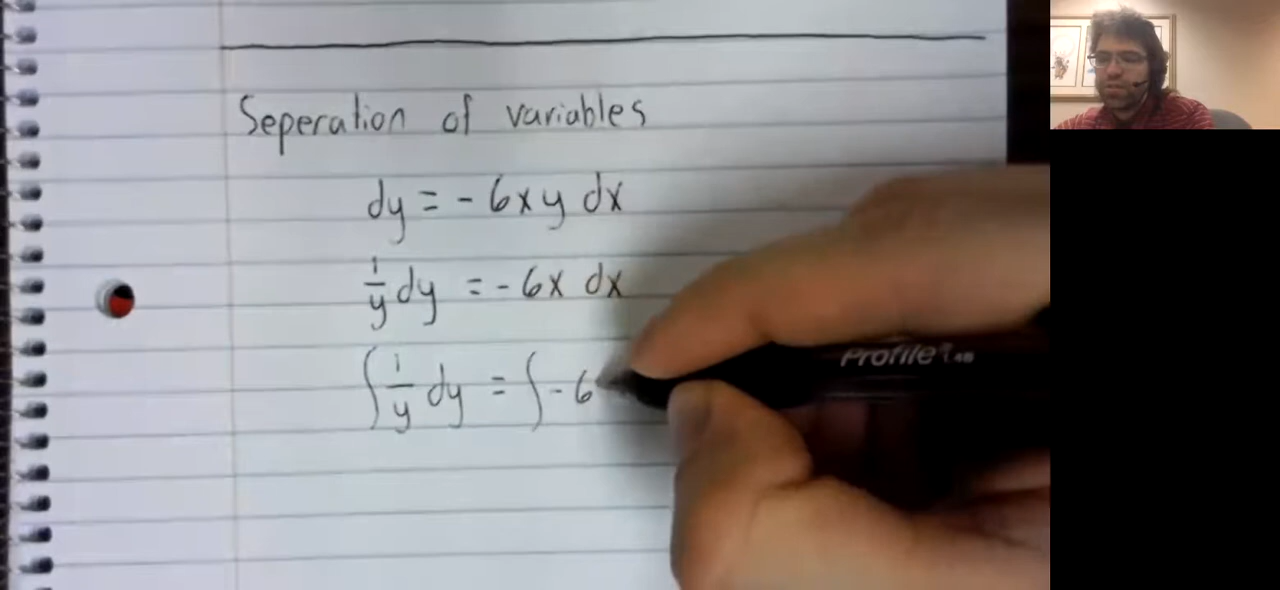 Seperation of variables
dy = - 6xy dx
1/y dy = - 6x dx
∫ 1/y dy = ∫ - 6
Profile